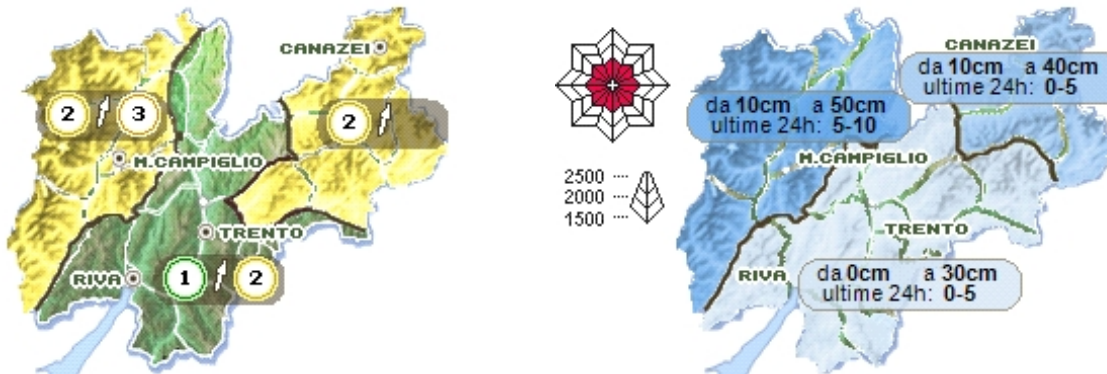 CANAZEI
2 3
2
M.CAMPIGLIO
TRENTO
RIVA
1 2
2500
2000
1500
CANAZEI
da 10cm a 40cm
ultime 24h: 0-5
da 10cm a 50cm
ultime 24h: 5-10
M.CAMPIGLIO
TRENTO
RIVA
da 0cm a 30cm
ultime 24h: 0-5